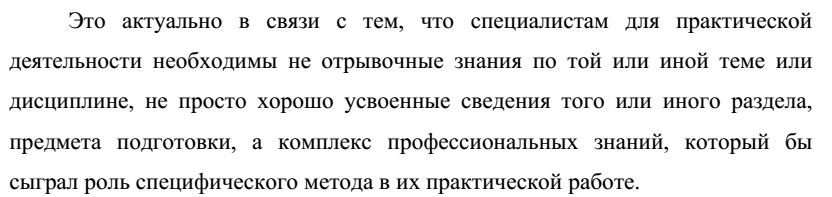 Это актуально в связи с тем, что специалистам для практической
деятельности необходимы не отрывочные знания по той или иной теме или
дисциплине, не просто хорошо усвоенные сведения того или иного раздела,
предмета подготовки, а комплекс профессиональных знаний, который бы
сыграл роль специфического метода в их практической работе.